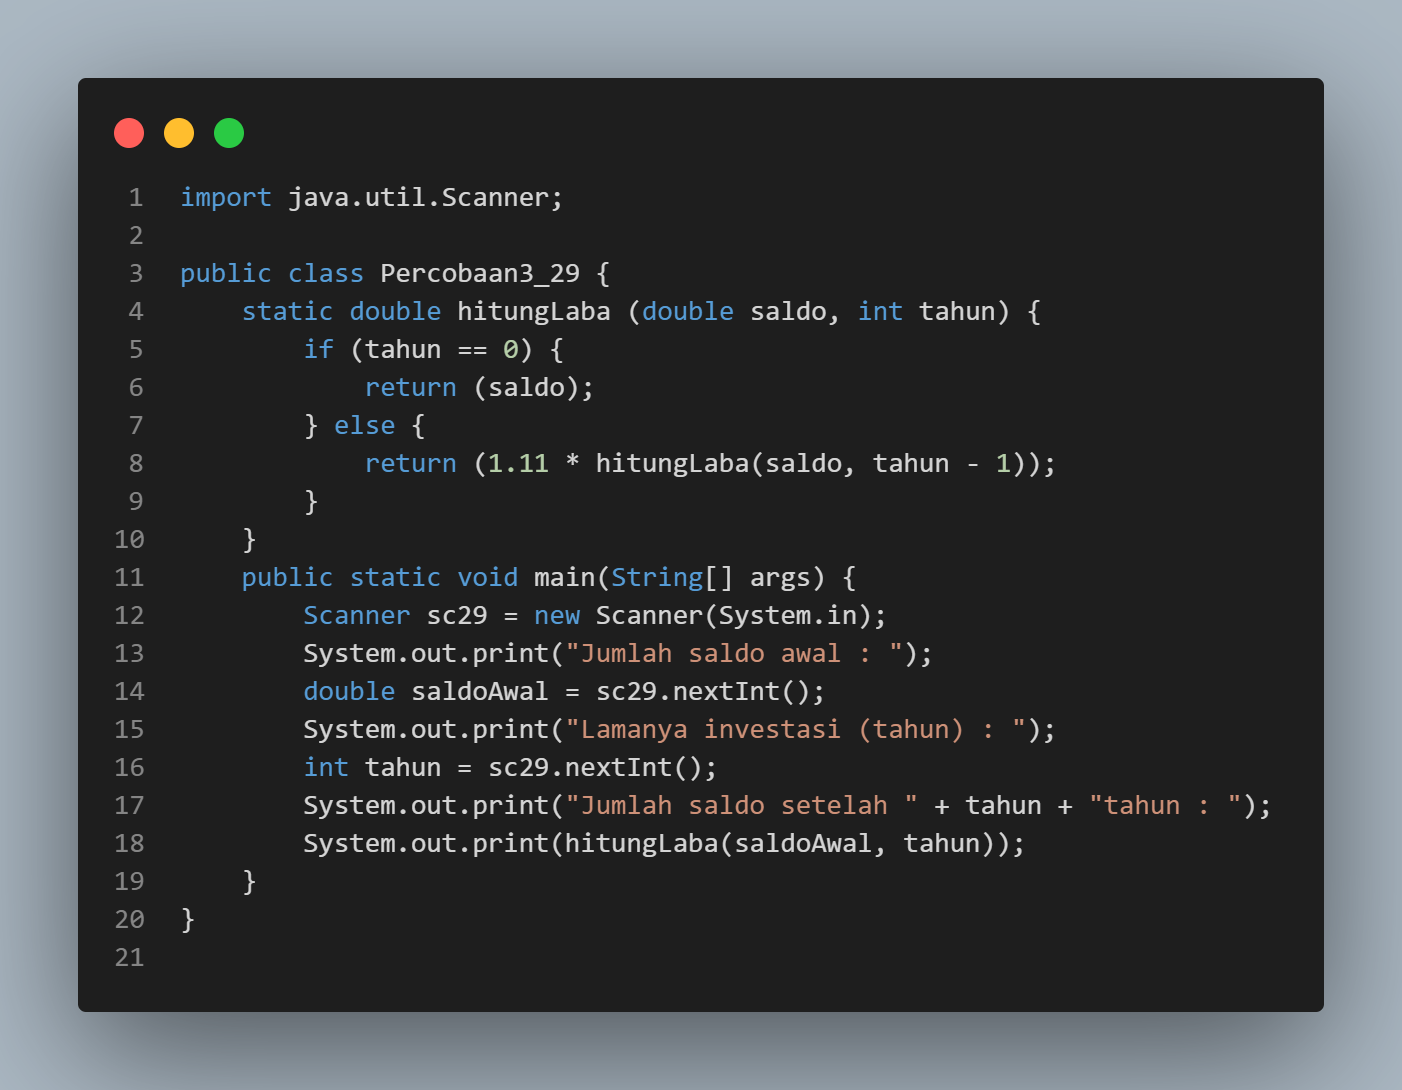 1 import java.util.Scanner;
2
3 public class Percobaan3_29 {
4     static double hitungLaba (double saldo, int tahun) {
5         if (tahun == 0) {
6             return (saldo);
7         } else {
8             return (1.11 * hitungLaba(saldo, tahun - 1));
9         }
10     }
11     public static void main(String[] args) {
12         Scanner sc29 = new Scanner(System.in);
13         System.out.print("Jumlah saldo awal : ");
14         double saldoAwal = sc29.nextInt();
15         System.out.print("Lamanya investasi (tahun) : ");
16         int tahun = sc29.nextInt();
17         System.out.print("Jumlah saldo setelah " + tahun + "tahun : ");
18         System.out.print(hitungLaba(saldoAwal, tahun));
19     }
20 }
21